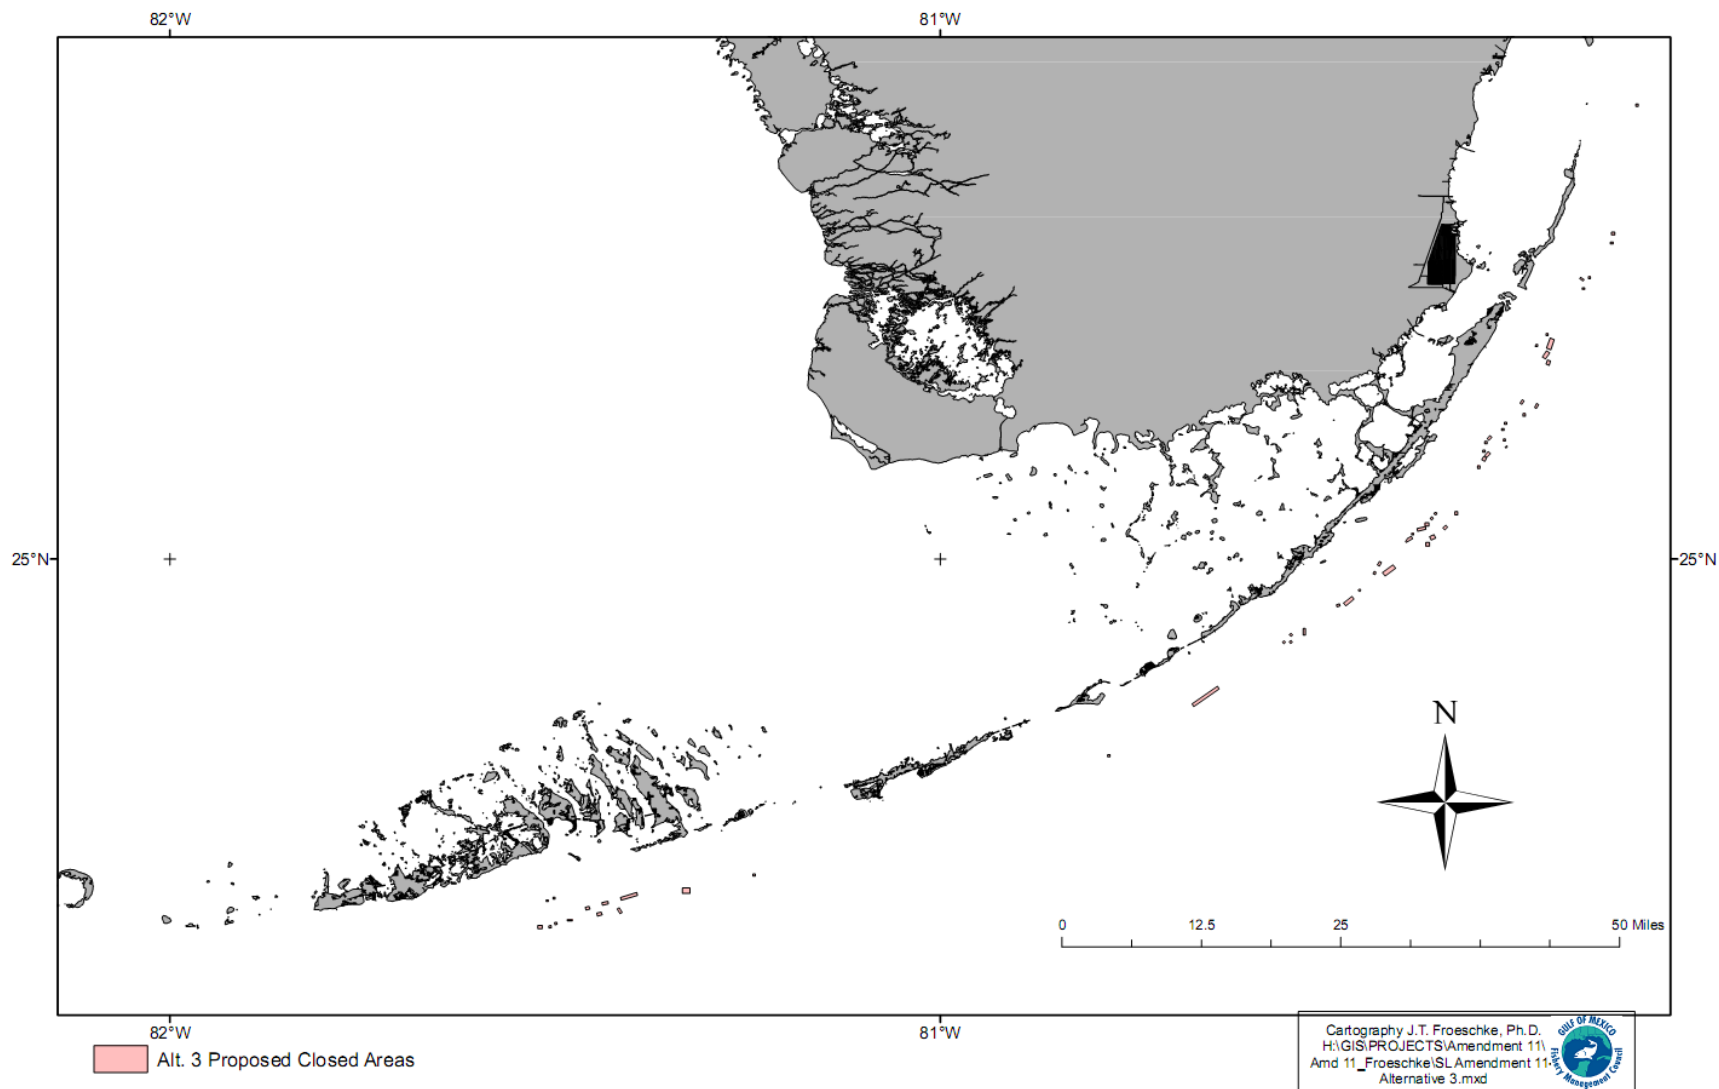 82°W
81°W
25°N
25°N
N
0
12.5
25
50 Miles
82°W
81°W
Alt. 3 Proposed Closed Areas
Cartography J.T. Froeschke, Ph.D.
H:\GIS\PROJECTS\Amendment 11\
Amd 11_Froeschke\SL Amendment 11-
Alternative 3.mxd
GULF OF MEXICO
Fishery Management Council